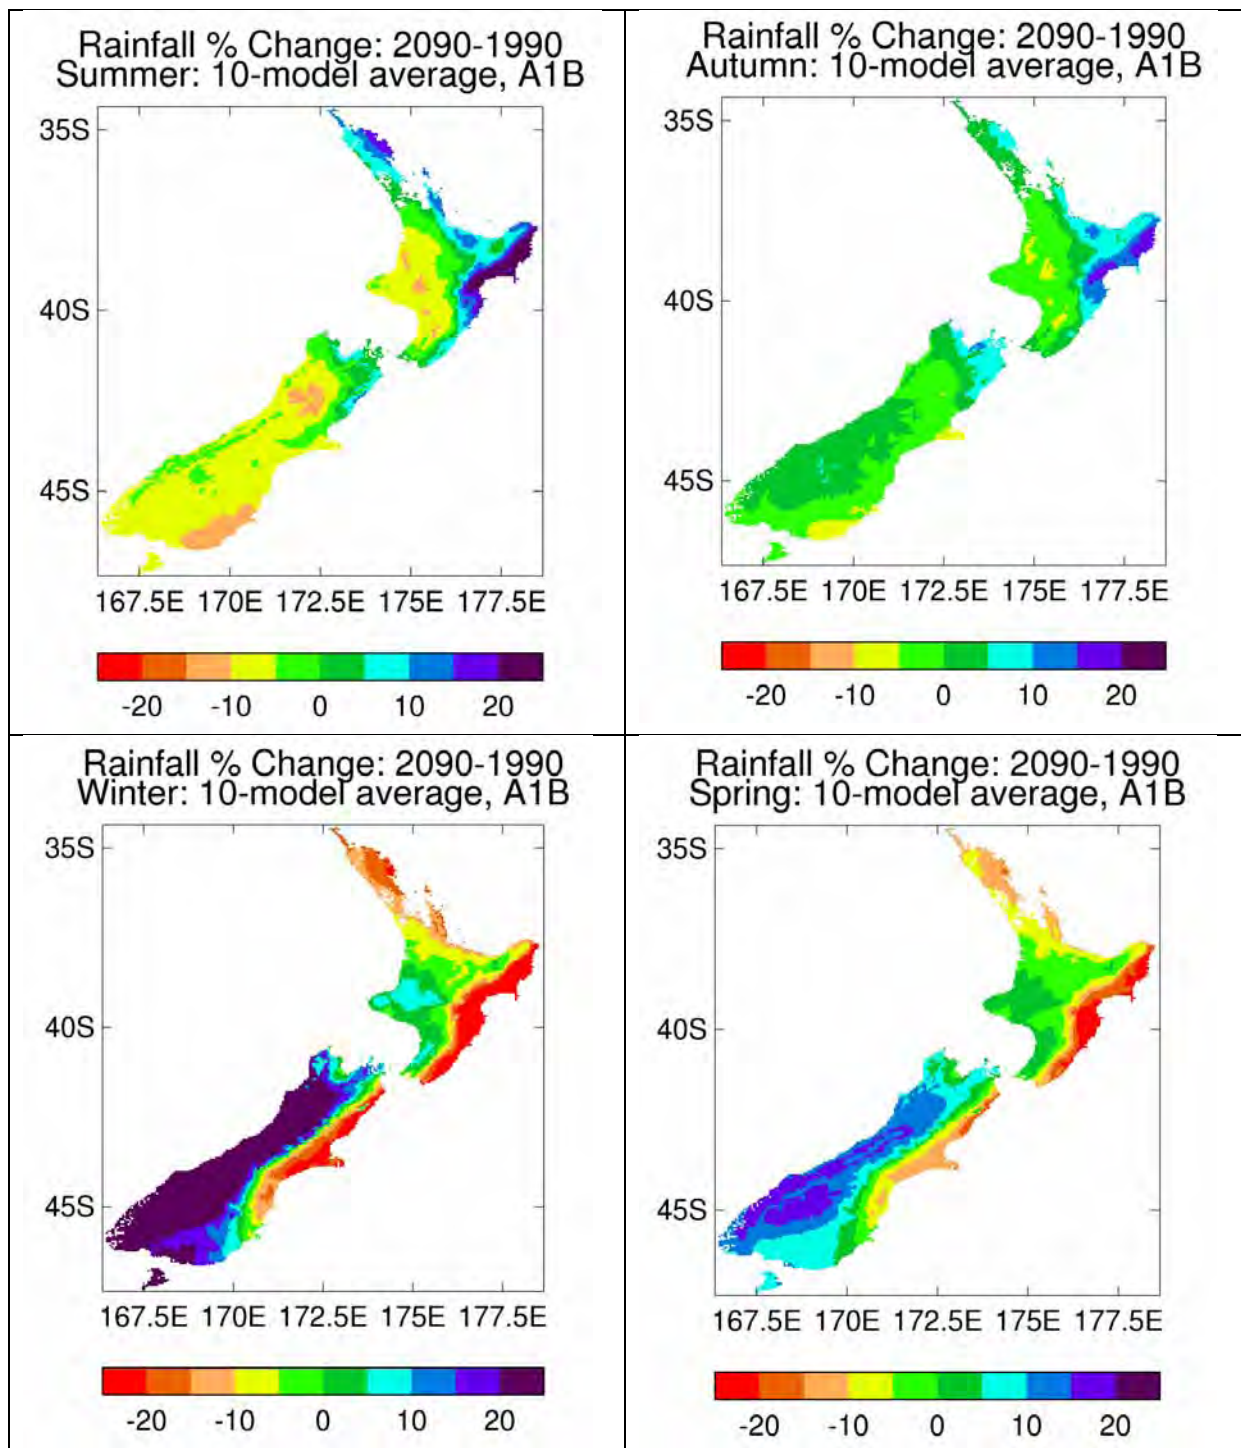 Rainfall % Change: 2090-1990
Summer: 10-model average, A1B
35S
40S
45S
167.5E 170E 172.5E 175E 177.5E
-20 -10 0 10 20
Rainfall % Change: 2090-1990
Autumn: 10-model average, A1B
35S
40S
45S
167.5E 170E 172.5E 175E 177.5E
-20 -10 0 10 20
Rainfall % Change: 2090-1990
Winter: 10-model average, A1B
35S
40S
45S
167.5E 170E 172.5E 175E 177.5E
-20 -10 0 10 20
Rainfall % Change: 2090-1990
Spring: 10-model average, A1B
35S
40S
45S
167.5E 170E 172.5E 175E 177.5E
-20 -10 0 10 20